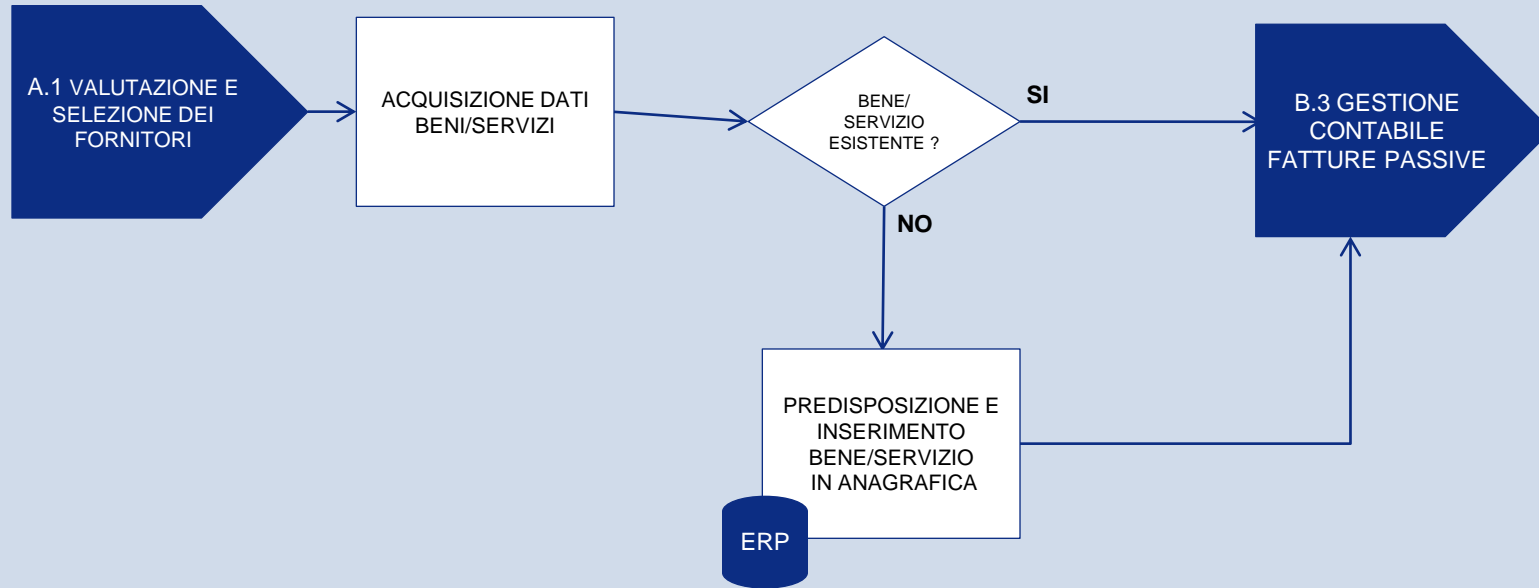 A.1 VALUTAZIONE E
SELEZIONE DEI
FORNITORI
ACQUISIZIONE DATI
BENI/SERVIZI
BENE/
SERVIZIO
ESISTENTE ?
SI
B.3 GESTIONE
CONTABILE
FATTURE PASSIVE
NO
PREDISPOSIZIONE E
INSERIMENTO
BENE/SERVIZIO
IN ANAGRAFICA
ERP